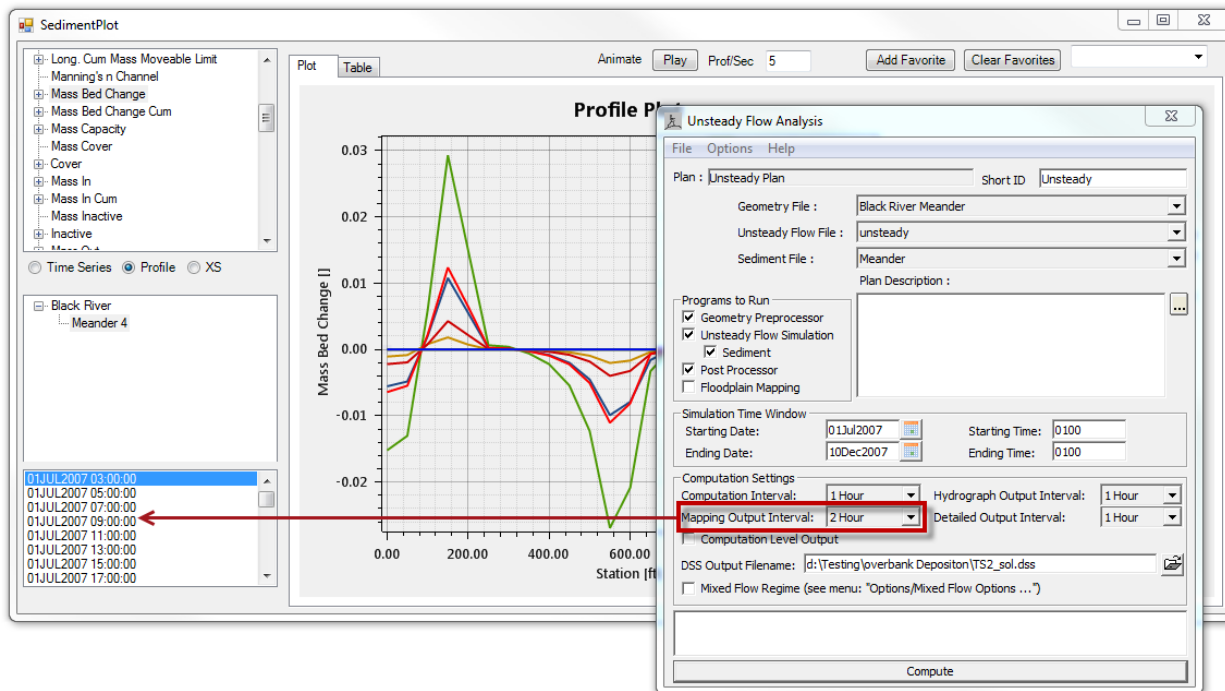 SedimentPlot
Long. Cum Mass Moveable Limit
Manning's n Channel
Mass Bed Change
Mass Bed Change Cum
Mass Capacity
Mass Cover
Cover
Mass In
Mass In Cum
Mass Inactive
Inactive
Mass Out
Time Series Profile XS
Black River
Meander 4
01JUL2007 03:00:00
01JUL2007 05:00:00
01JUL2007 07:00:00
01JUL2007 09:00:00
01JUL2007 11:00:00
01JUL2007 13:00:00
01JUL2007 15:00:00
01JUL2007 17:00:00
Plot Table
Animate Play Prof/Sec 5 Add Favorite Clear Favorites
Profile
Mass Bed Change []
0.03
0.02
0.01
0.00
-0.01
-0.02
0.00 200.00 400.00 600.00
Station [ft
Unsteady Flow Analysis
File Options Help
Plan : Unsteady Plan Short ID Unsteady
Geometry File : Black River Meander
Unsteady Flow File : unsteady
Sediment File : Meander
Plan Description :
...
Programs to Run
Geometry Preprocessor
Unsteady Flow Simulation
Sediment
Post Processor
Floodplain Mapping
Simulation Time Window
Starting Date: 01Jul2007 Starting Time: 0100
Ending Date: 10Dec2007 Ending Time: 0100
Computation Settings
Computation Interval: 1 Hour Hydrograph Output Interval: 1 Hour
Mapping Output Interval: 2 Hour Detailed Output Interval: 1 Hour
Computation Level Output
DSS Output Filename: d:\Testing\overbank Depositon\TS2_sol.dss
Mixed Flow Regime (see menu: "Options/Mixed Flow Options ...")
Compute